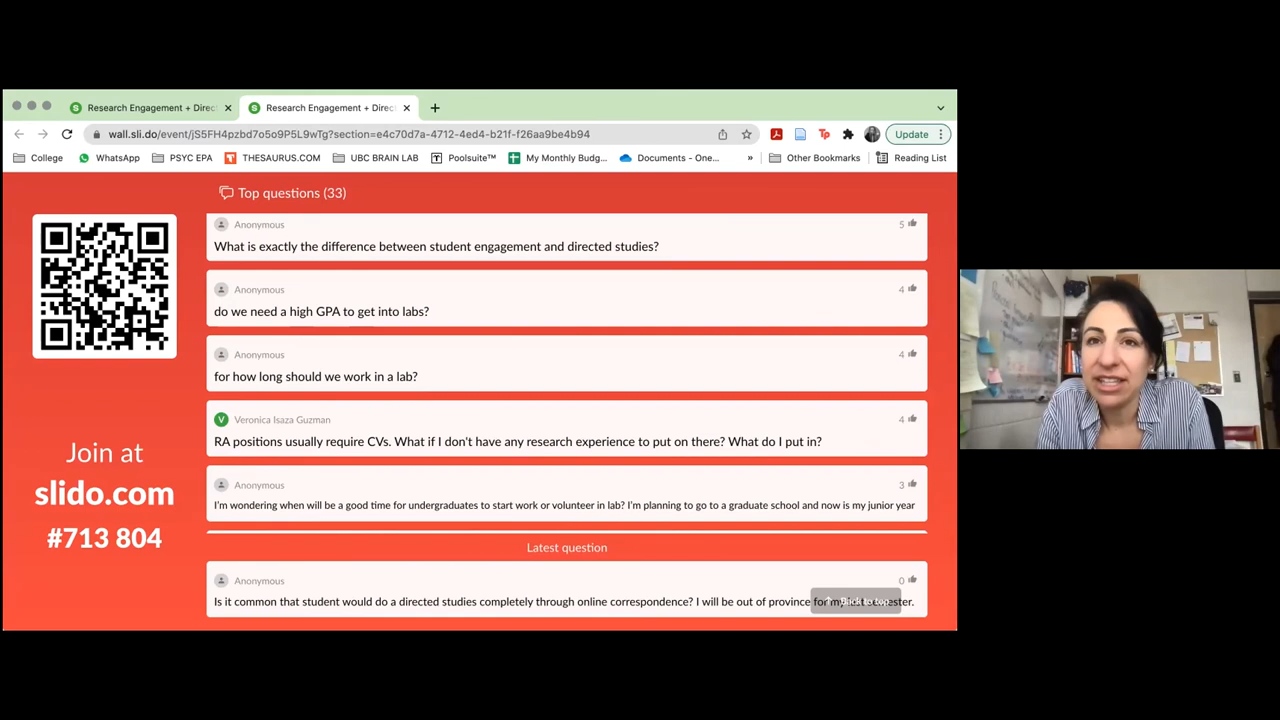 Research Engagement + Direc
Research Engagement + Direc
wall.sli.do/event/jS5FH4pzbd7o5o9P5L9wTg?section=e4c70d7a-4712-4ed4-b21f-f26aa9be4b94
Update
College
WhatsApp
PSYC EPA
THESAURUS.COM
UBC BRAIN LAB
Poolsuite™
My Monthly Budg...
Documents - One...
»
Other Bookmarks
Reading List
Top questions (33)
Anonymous 5
What is exactly the difference between student engagement and directed studies?
Anonymous 4
do we need a high GPA to get into labs?
Anonymous 4
for how long should we work in a lab?
V Veronica Isaza Guzman 4
RA positions usually require CVs. What if I don't have any research experience to put on there? What do I put in?
Anonymous 3
I'm wondering when will be a good time for undergraduates to start work or volunteer in lab? I'm planning to go to a graduate school and now is my junior year
Join at
slido.com
#713 804
Latest question
Anonymous 0
Is it common that student would do a directed studies completely through online correspondence? I will be out of province for my
Back to top